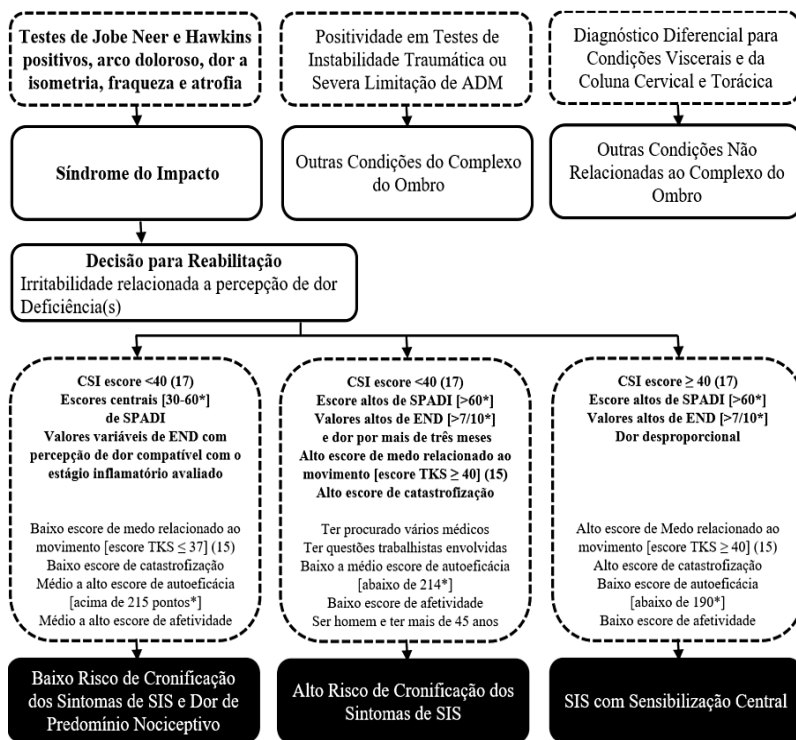 Testes de Jobe Neer e Hawkins
positivos, arco doloroso, dor a
isometria, fraqueza e atrofia
Positividade em Testes de
Instabilidade Traumática ou
Severa Limitação de ADM
Diagnóstico Diferencial para
Condições Viscerais e da
Coluna Cervical e Torácica
Síndrome do Impacto
Outras Condições do Complexo
do Ombro
Outras Condições Não
Relacionadas ao Complexo do
Ombro
Decisão para Reabilitação
Irritabilidade relacionada a percepção de dor
Deficiência(s)
CSI escore <40 (17)
Escores centrais [30-60*]
de SPADI
Valores variáveis de END com
percepção de dor compatível com o
estágio inflamatório avaliado
Baixo escore de medo relacionado ao
movimento [escore TKS ≤ 37] (15)
Baixo escore de catastrofização
Médio a alto escore de autoeficácia
[acima de 215 pontos*]
Médio a alto escore de afetividade
CSI escore <40 (17)
Escore altos de SPADI [>60*]
Valores altos de END [>7/10*]
e dor por mais de três meses
Alto escore de medo relacionado ao
movimento [escore TKS ≥ 40] (15)
Alto escore de catastrofização
Ter procurado vários médicos
Ter questões trabalhistas envolvidas
Baixo a médio escore de autoeficácia
[abaixo de 214*]
Baixo escore de afetividade
Ser homem e ter mais de 45 anos
CSI escore ≥ 40 (17)
Escore altos de SPADI [>60*]
Valores altos de END [>7/10*]
Dor desproporcional
Alto escore de Medo relacionado ao
movimento [escore TKS ≥ 40] (15)
Alto escore de catastrofização
Baixo escore de autoeficácia
[abaixo de 190*]
Baixo escore de afetividade
Baixo Risco de Cronificação
dos Sintomas de SIS e Dor de
Predomínio Nociceptivo
Alto Risco de Cronificação dos
Sintomas de SIS
SIS com Sensibilização Central